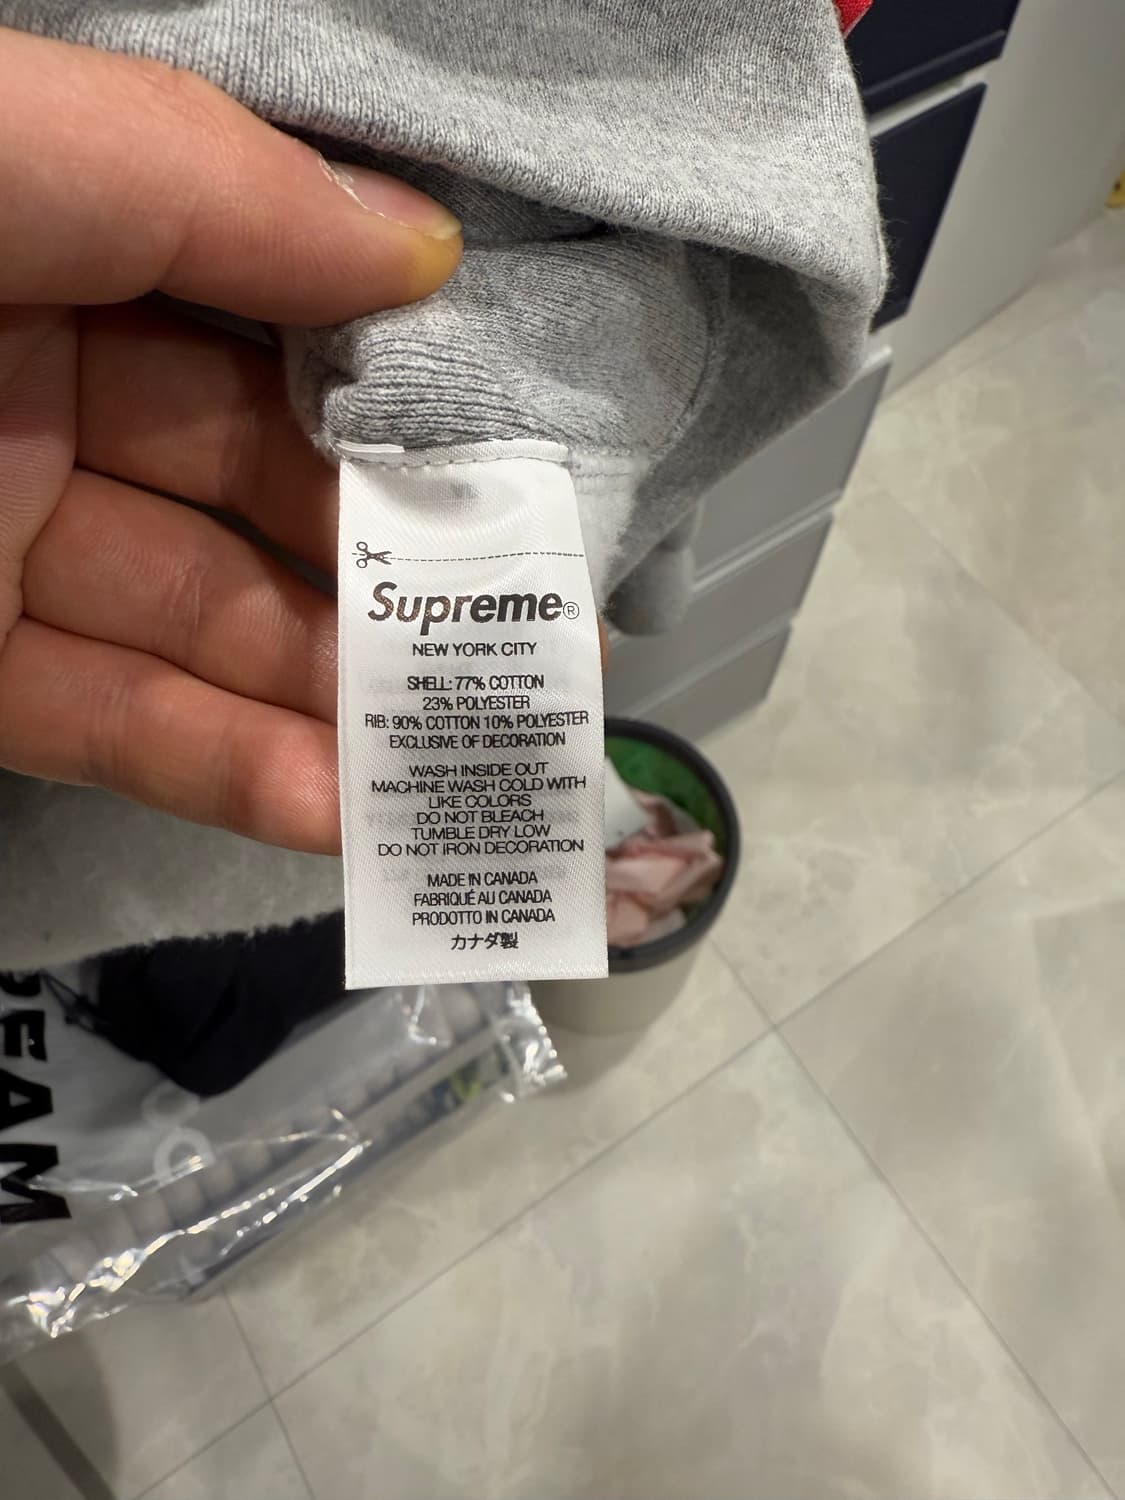 Supreme®
NEW YORK CITY
SHELL: 77% COTTON
23% POLYESTER
RIB: 90% COTTON 10% POLYESTER
EXCLUSIVE OF DECORATION
WASH INSIDE OUT
MACHINE WASH COLD WITH
LIKE COLORS
DO NOT BLEACH
TUMBLE DRY LOW
DO NOT IRON DECORATION
MADE IN CANADA
FABRIQUÉ AU CANADA
PRODOTTO IN CANADA
カナダ製